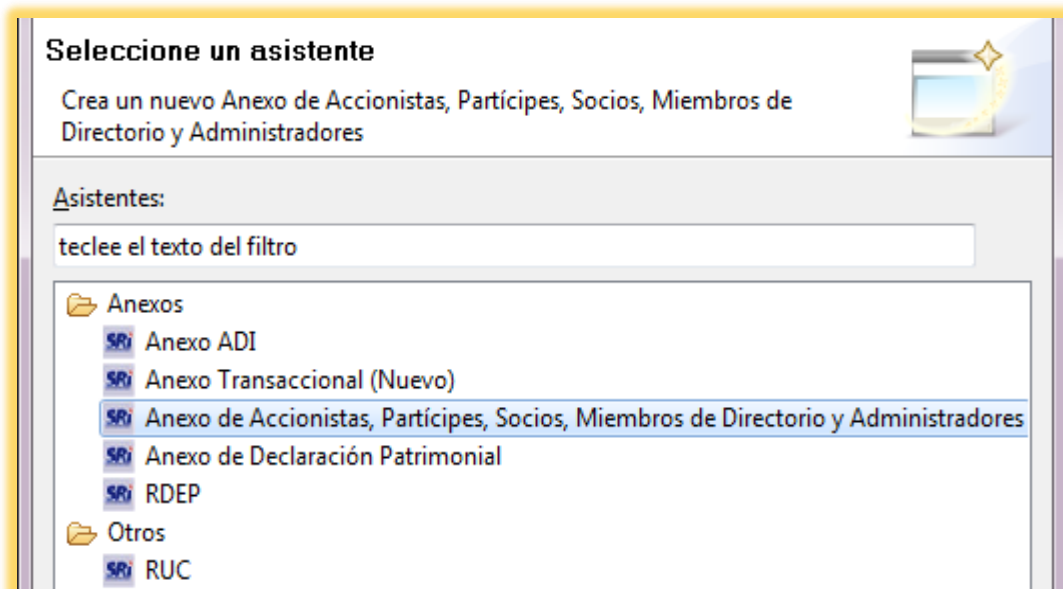 Seleccione un asistente
Crea un nuevo Anexo de Accionistas, Partícipes, Socios, Miembros de
Directorio y Administradores
Asistentes:
teclee el texto del filtro
Anexos
SRi Anexo ADI
SRi Anexo Transaccional (Nuevo)
SRi Anexo de Accionistas, Partícipes, Socios, Miembros de Directorio y Administradores
SRi Anexo de Declaración Patrimonial
SRi RDEP
Otros
SRi RUC